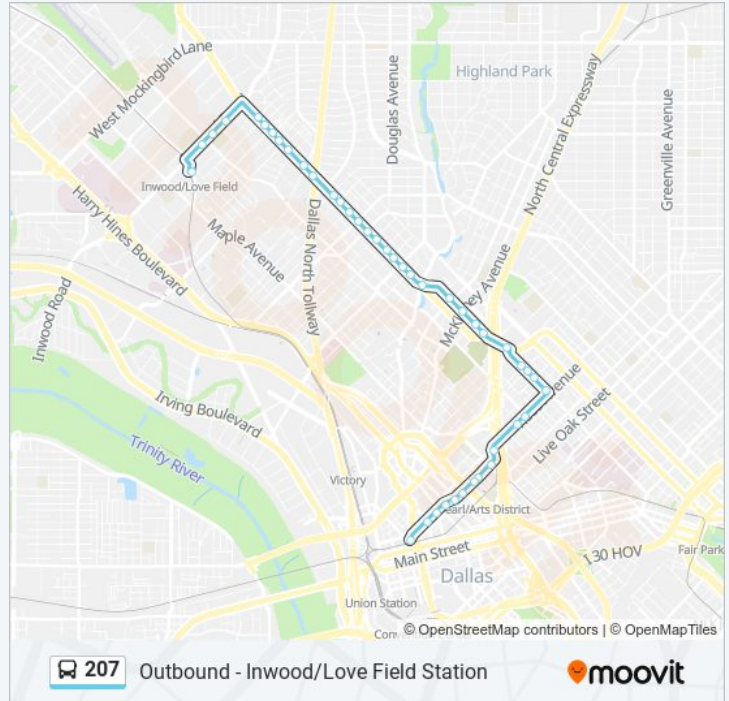 West Mockingbird Lane
Highland Park
Douglas Avenue
North Central Expressway
Greenville Avenue
Inwood/Love Field
Harry Hines Boulevard
Maple Avenue
Dallas North Tollway
Inwood Road
McKinney Avenue
Irving Boulevard
Live Oak Street
Trinity River
Victory
Pearl/Arts District
Main Street
I 30 HOV
Fair Park
Dallas
Union Station
© OpenStreetMap contributors | © OpenMapTiles
207 Outbound - Inwood/Love Field Station
moovit